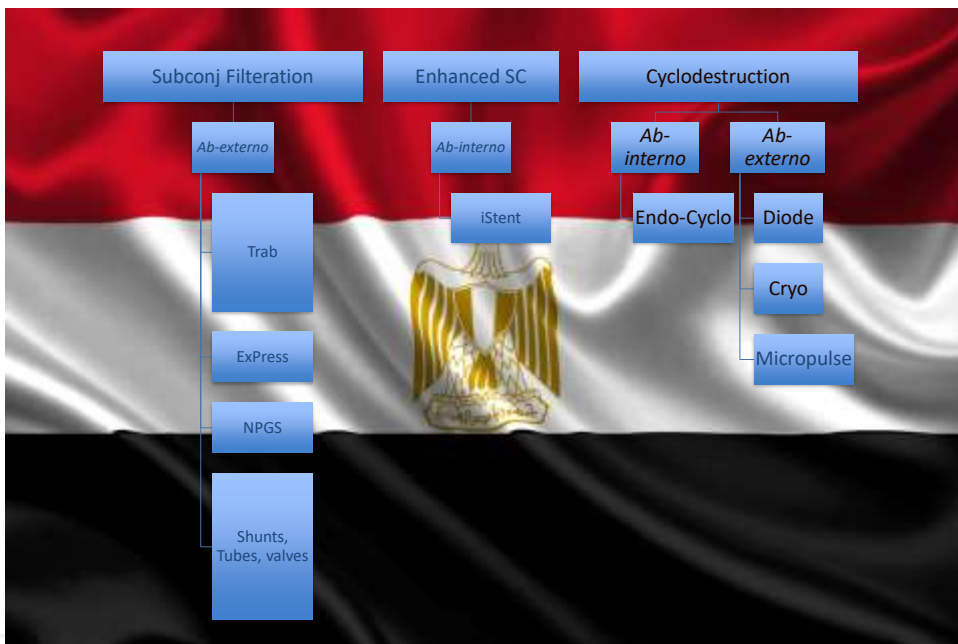 Subconj Filteration
Enhanced SC
Cyclodestruction
Ab-externo
Ab-interno
Ab-
interno
Ab-
externo
Trab
iStent
Endo-Cyclo
Diode
Cryo
ExPress
Micropulse
NPGS
Shunts,
Tubes, valves